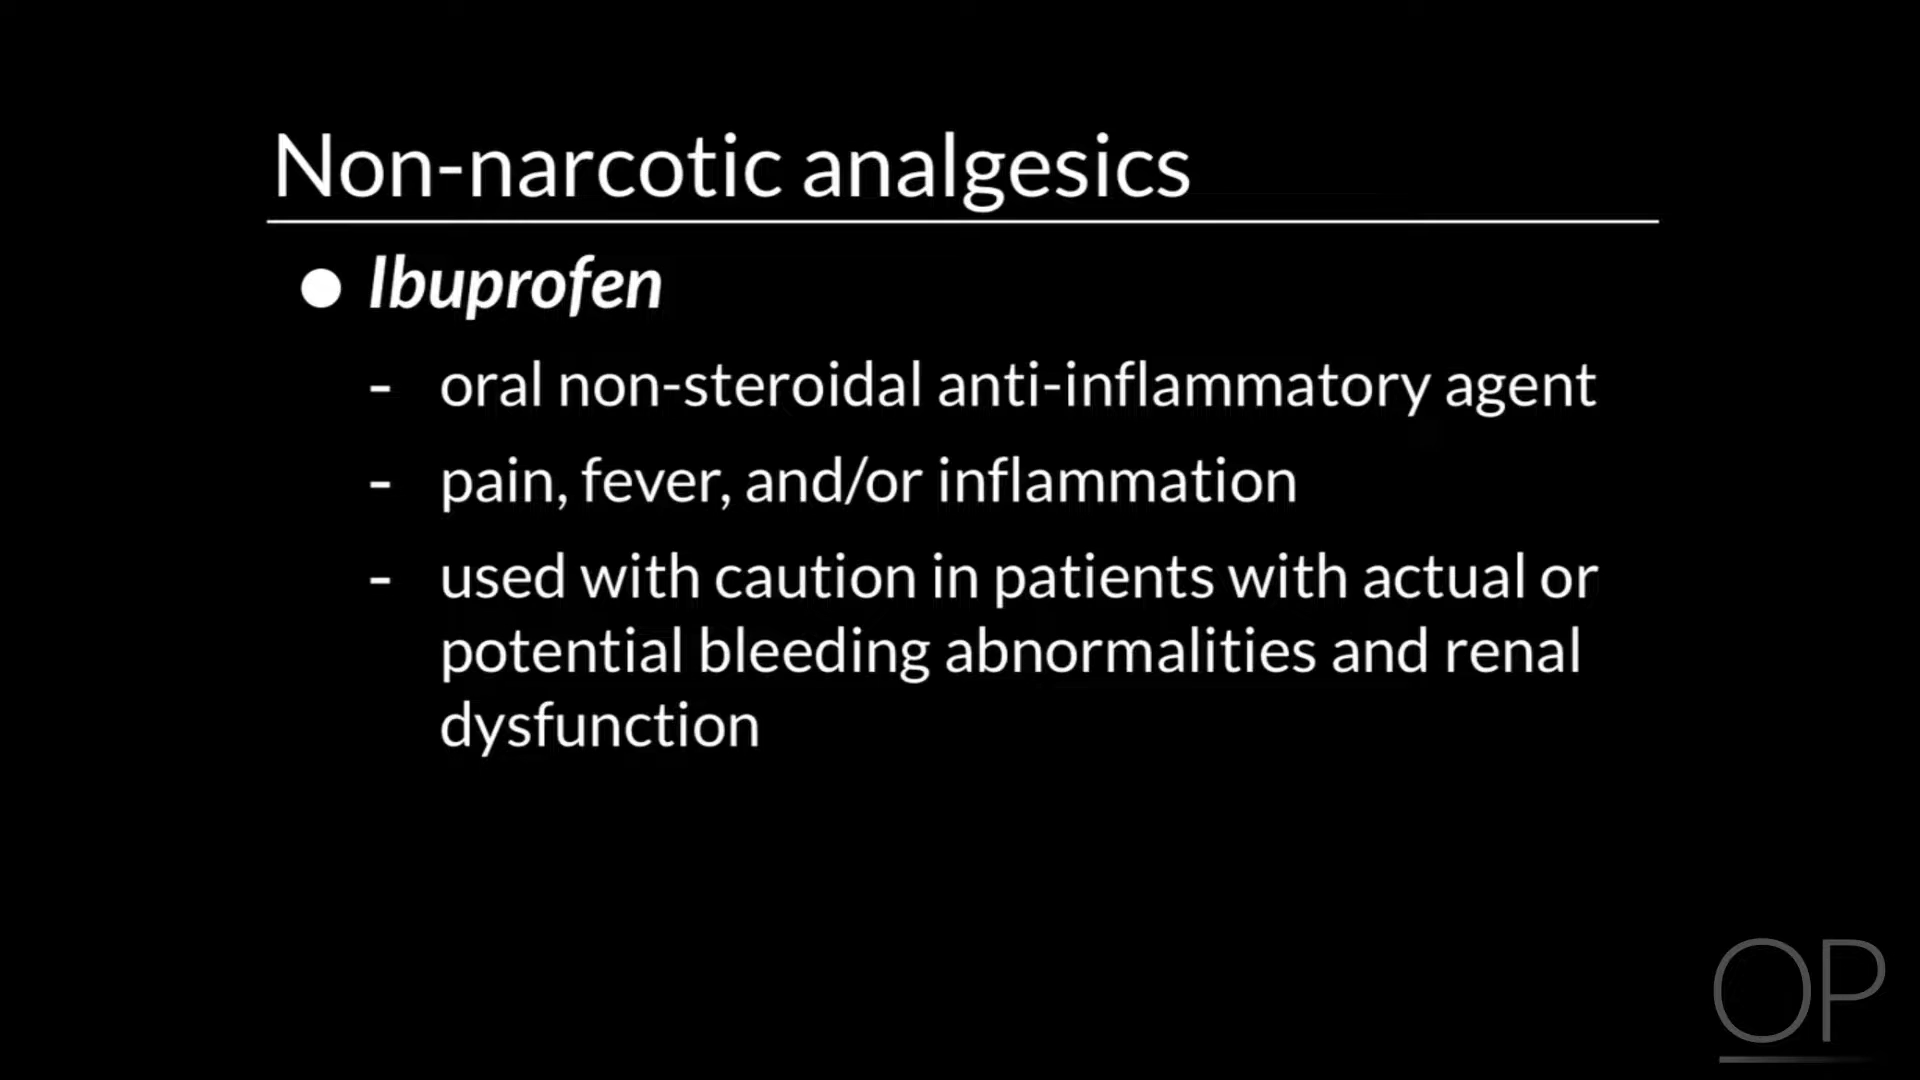 Non-narcotic analgesics
● Ibuprofen
- oral non-steroidal anti-inflammatory agent
- pain, fever, and/or inflammation
- used with caution in patients with actual or
potential bleeding abnormalities and renal
dysfunction
OP